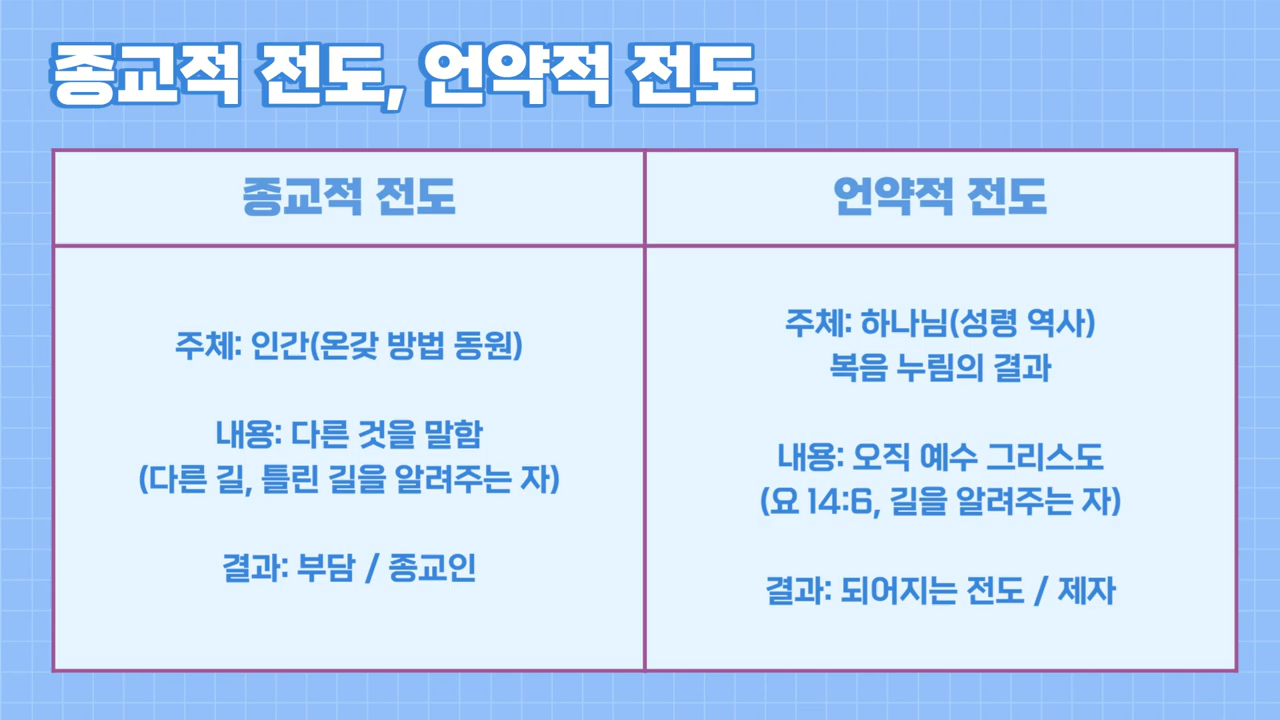 종교적 전도, 언약적 전도
종교적 전도
주체: 인간(온갖 방법 동원)
내용: 다른 것을 말함
(다른 길, 틀린 길을 알려주는 자)
결과: 부담 / 종교인
언약적 전도
주체: 하나님(성령 역사)
복음 누림의 결과
내용: 오직 예수 그리스도
(요 14:6, 길을 알려주는 자)
결과: 되어지는 전도 / 제자